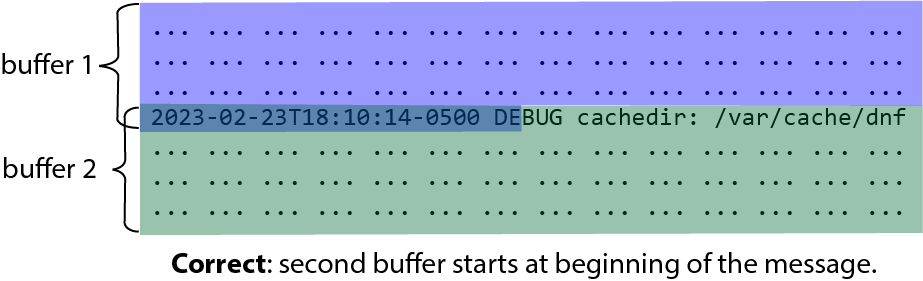 ... ... ... ... ... ... ... ... ... ... ... ... ... ...
buffer 1
... ... ... ... ... ... ... ... ... ... ... ... ... ...
... ... ... ... ... ... ... ... ... ... ... ... ... ...
2023-02-23T18:10:14-0500 DEBUG cachedir: /var/cache/dnf
... ... ... ... ... ... ... ... ... ... ... ... ... ...
buffer 2
... ... ... ... ... ... ... ... ... ... ... ... ... ...
... ... ... ... ... ... ... ... ... ... ... ... ... ...
Correct: second buffer starts at beginning of the message.